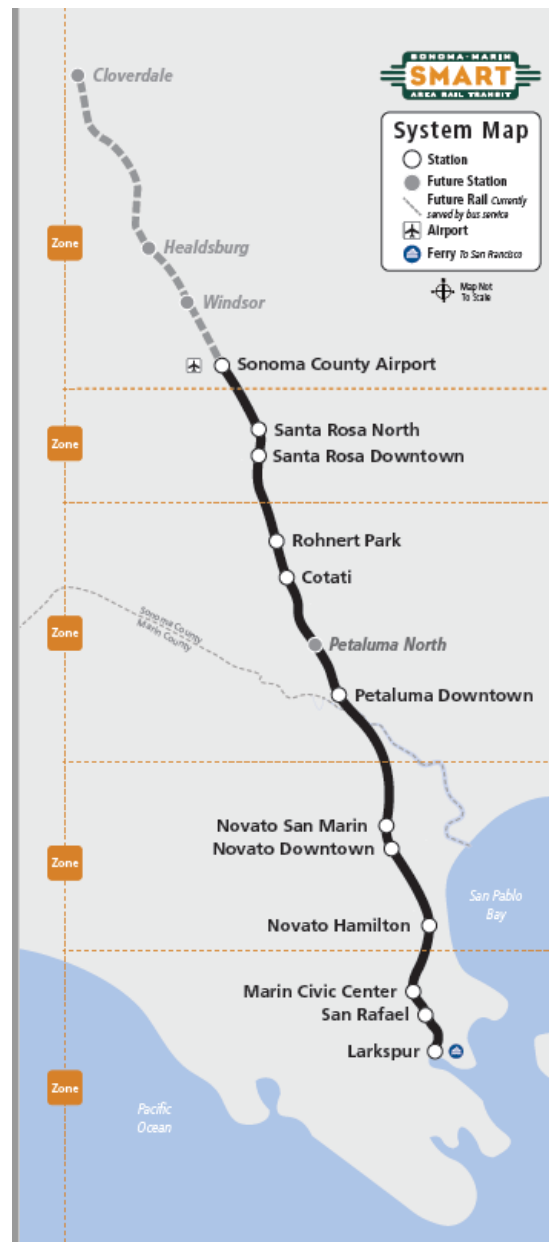 SONOMA-MARIN
SMART
AREA RAIL TRANSIT
System Map
Station
Future Station
Future Rail Currently
served by bus service
Airport
Ferry To San Francisco
Map Not
To Scale
Cloverdale
Zone
Healdsburg
Windsor
Sonoma County Airport
Santa Rosa North
Zone
Santa Rosa Downtown
Rohnert Park
Cotati
Sonoma County
Marin County
Zone
Petaluma North
Petaluma Downtown
Novato San Marin
Novato Downtown
Zone
San Pablo
Bay
Novato Hamilton
Marin Civic Center
San Rafael
Larkspur
Zone
Pacific
Ocean